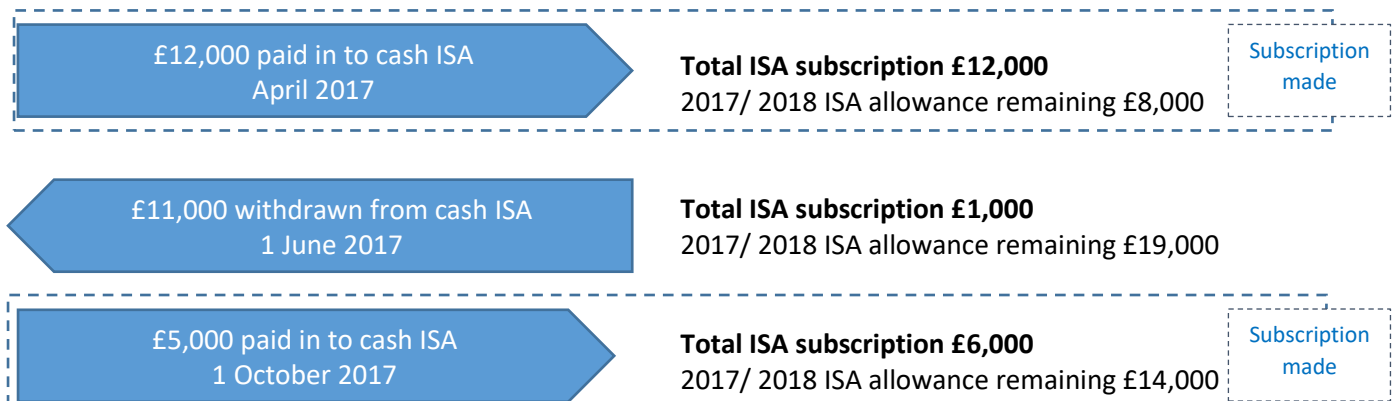 £12,000 paid in to cash ISA
April 2017
Total ISA subscription £12,000
2017/ 2018 ISA allowance remaining £8,000
Subscription
made
£11,000 withdrawn from cash ISA
1 June 2017
Total ISA subscription £1,000
2017/ 2018 ISA allowance remaining £19,000
£5,000 paid in to cash ISA
1 October 2017
Total ISA subscription £6,000
2017/ 2018 ISA allowance remaining £14,000
Subscription
made